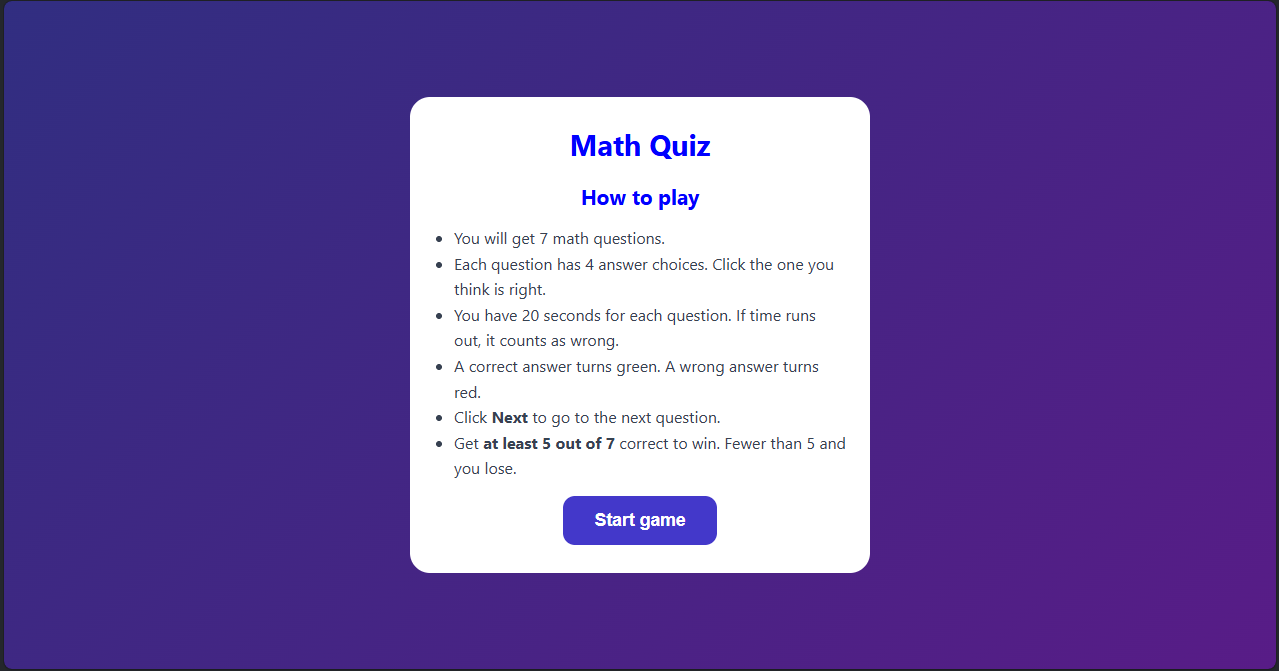 Math Quiz
How to play
You will get 7 math questions.
Each question has 4 answer choices. Click the one you
think is right.
You have 20 seconds for each question. If time runs
out, it counts as wrong.
A correct answer turns green. A wrong answer turns
red.
Click Next to go to the next question.
Get at least 5 out of 7 correct to win. Fewer than 5 and
you lose.
Start game